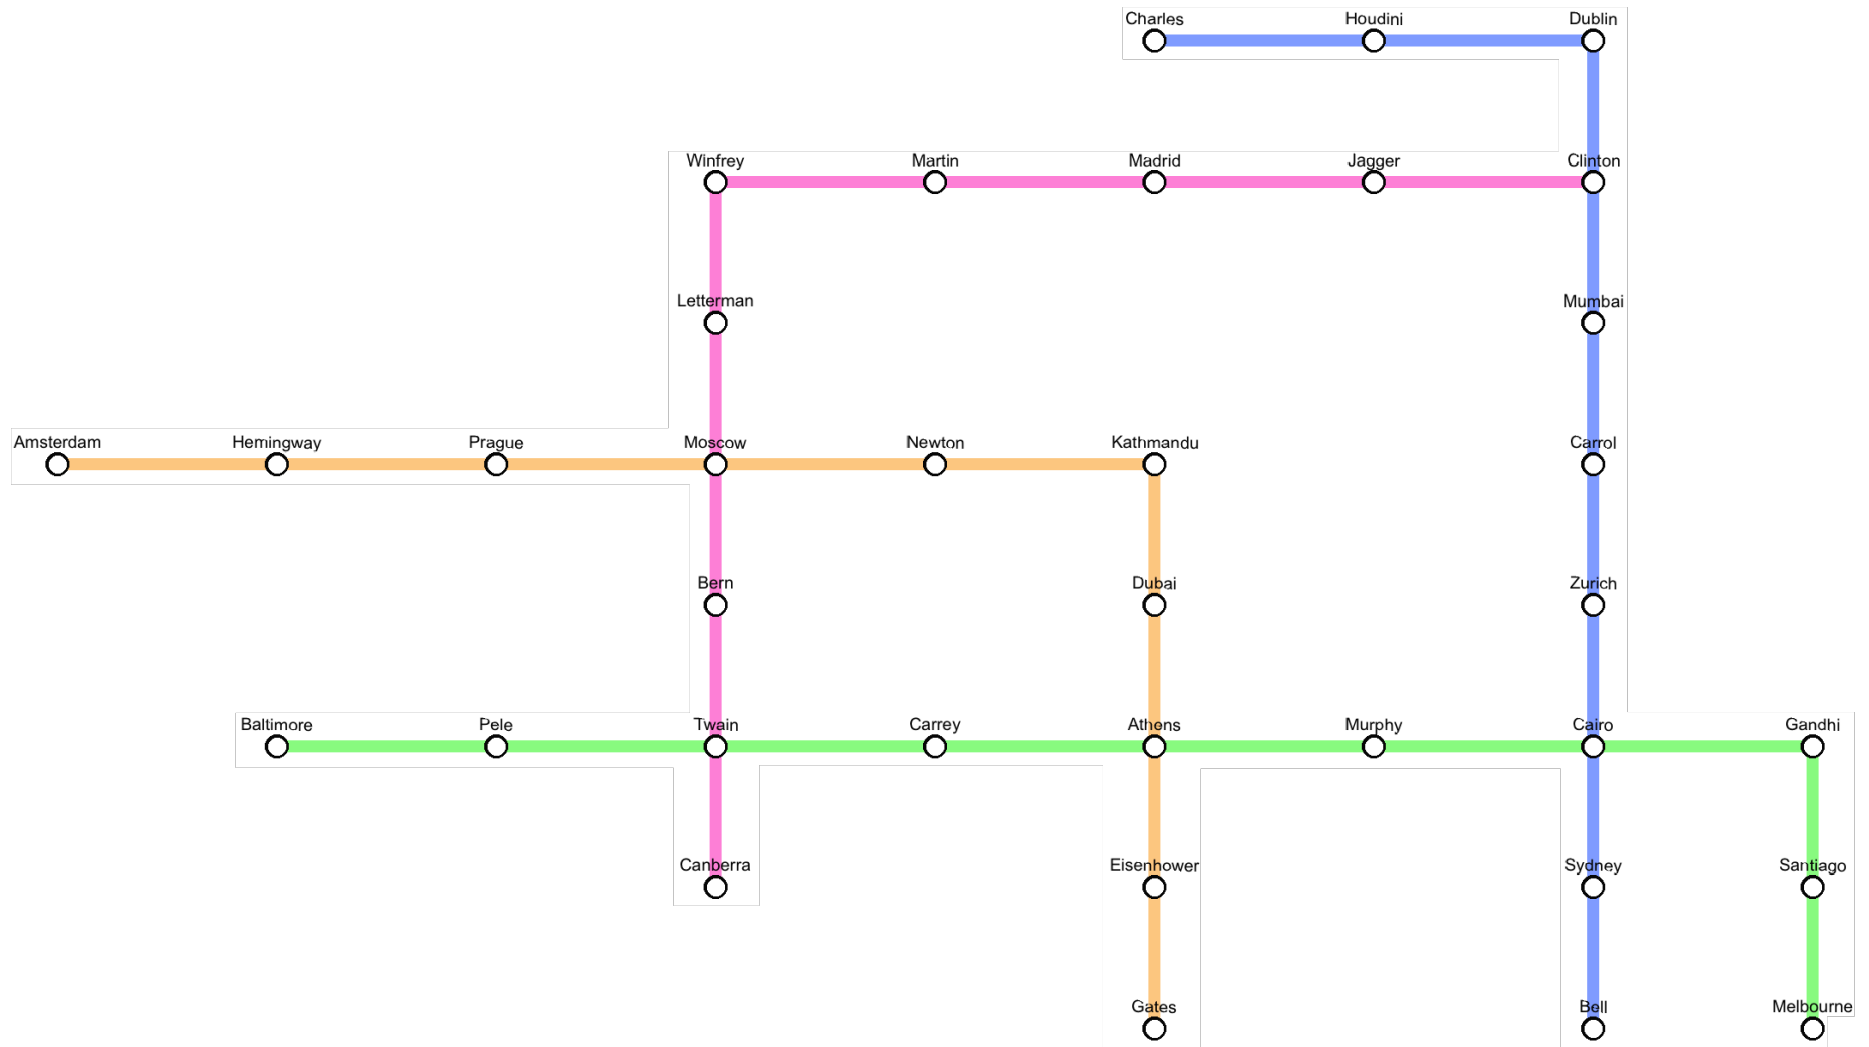 Charles Houdini Dublin
Winfrey Martin Madrid Jagger Clinton
Letterman Mumbai
Amsterdam Hemingway Prague Moscow Newton Kathmandu Carrol
Bern Dubai Zurich
Baltimore Pele Twain Carrey Athens Murphy Cairo Gandhi
Canberra Eisenhower Sydney Santiago
Gates Bell Melbourne